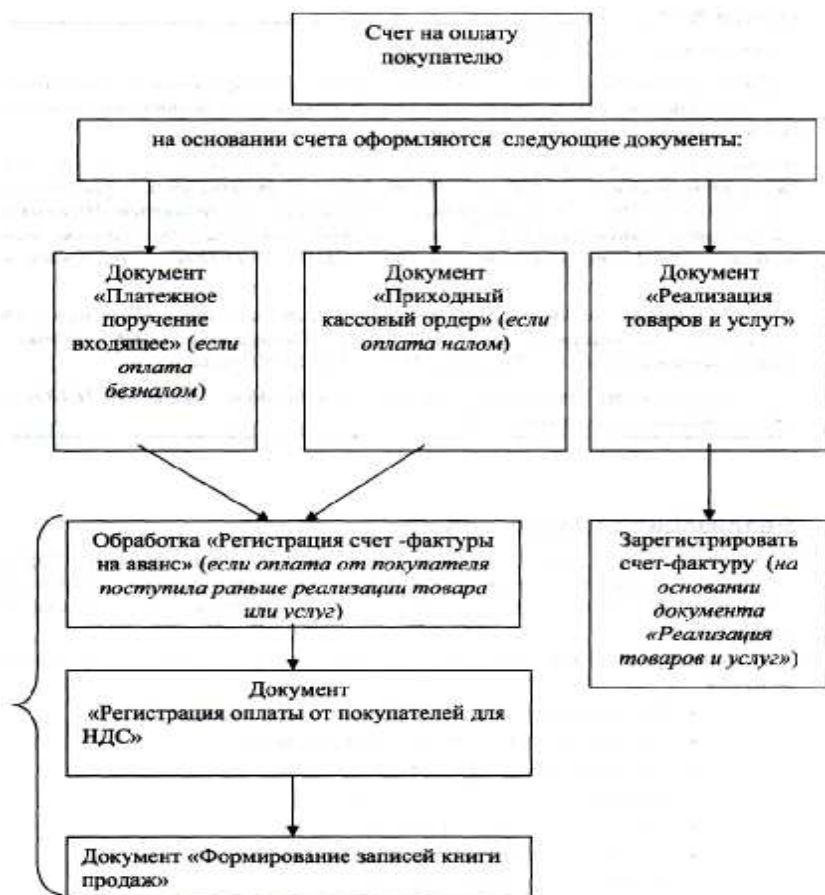 Счет на оплату
покупателю
на основании счета оформляются следующие документы:
Документ
«Платежное
поручение
входящее» (если
оплата
безналом)
Документ
«Приходный
кассовый ордер» (если
оплата налом)
Документ
«Реализация
товаров и услуг»
Обработка «Регистрация счет -фактуры
на аванс» (если оплата от покупателя
поступила раньше реализации товара
или услуг)
Зарегистрировать
счет-фактуру (на
основании
документа
«Реализация
товаров и услуг»)
Документ
«Регистрация оплаты от покупателей для
НДС»
Документ «Формирование записей книги
продаж»